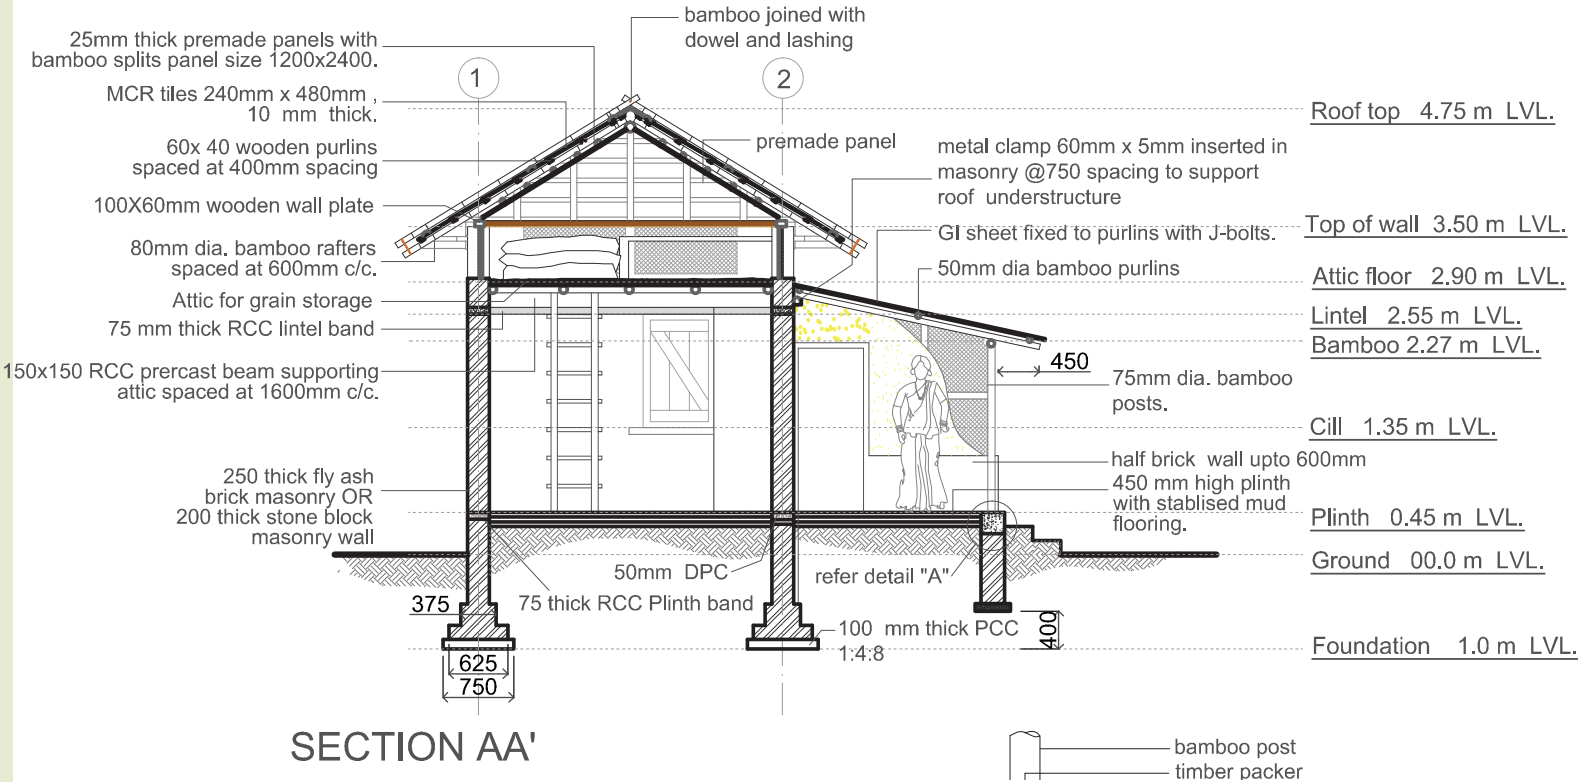 bamboo joined with
dowel and lashing
25mm thick premade panels with
bamboo splits panel size 1200x2400.
1
2
MCR tiles 240mm x 480mm ,
10 mm thick.
Roof top 4.75 m LVL.
60x 40 wooden purlins
spaced at 400mm spacing
premade panel
metal clamp 60mm x 5mm inserted in
masonry @750 spacing to support
roof understructure
100X60mm wooden wall plate
Top of wall 3.50 m LVL.
GI sheet fixed to purlins with J-bolts.
80mm dia. bamboo rafters
spaced at 600mm c/c.
50mm dia bamboo purlins
Attic floor 2.90 m LVL.
Attic for grain storage
75 mm thick RCC lintel band
Lintel 2.55 m LVL.
Bamboo 2.27 m LVL.
150x150 RCC prercast beam supporting
attic spaced at 1600mm c/c.
450
75mm dia. bamboo
posts.
Cill 1.35 m LVL.
half brick wall upto 600mm
250 thick fly ash
brick masonry OR
200 thick stone block
masonry wall
450 mm high plinth
with stablised mud
flooring.
Plinth 0.45 m LVL.
Ground 00.0 m LVL.
50mm DPC
refer detail "A"
375
75 thick RCC Plinth band
100 mm thick PCC
1:4:8
400
Foundation 1.0 m LVL.
625
750
SECTION AA'
bamboo post
timber packer